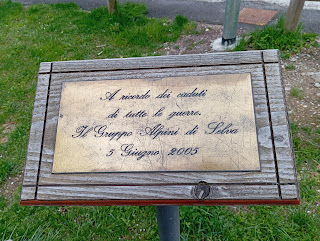 A ricordo dei caduti
di tutte le guerre.
Il Gruppo Alpini di Selva
5 Giugno 2005